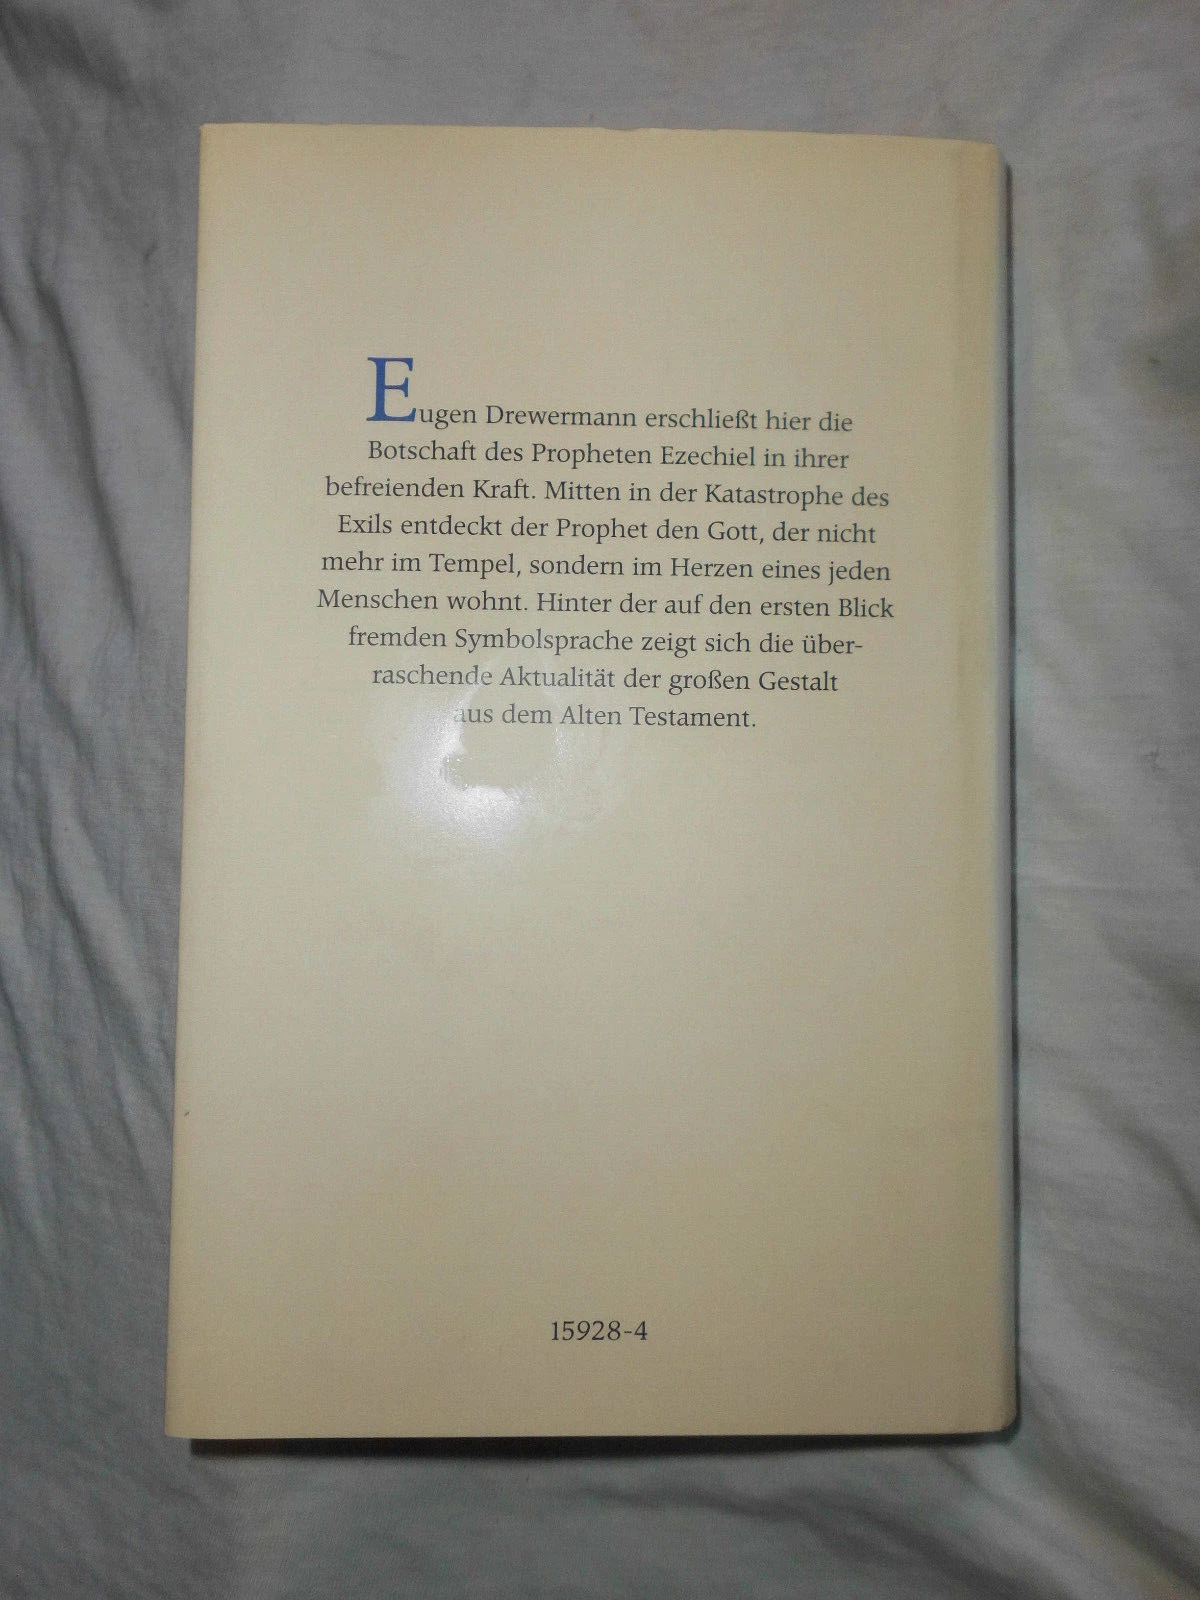 Eugen Drewermann erschließt hier die
Botschaft des Propheten Ezechiel in ihrer
befreienden Kraft. Mitten in der Katastrophe des
Exils entdeckt der Prophet den Gott, der nicht
mehr im Tempel, sondern im Herzen eines jeden
Menschen wohnt. Hinter der auf den ersten Blick
fremden Symbolsprache zeigt sich die über-
raschende Aktualität der großen Gestalt
aus dem Alten Testament.
15928-4